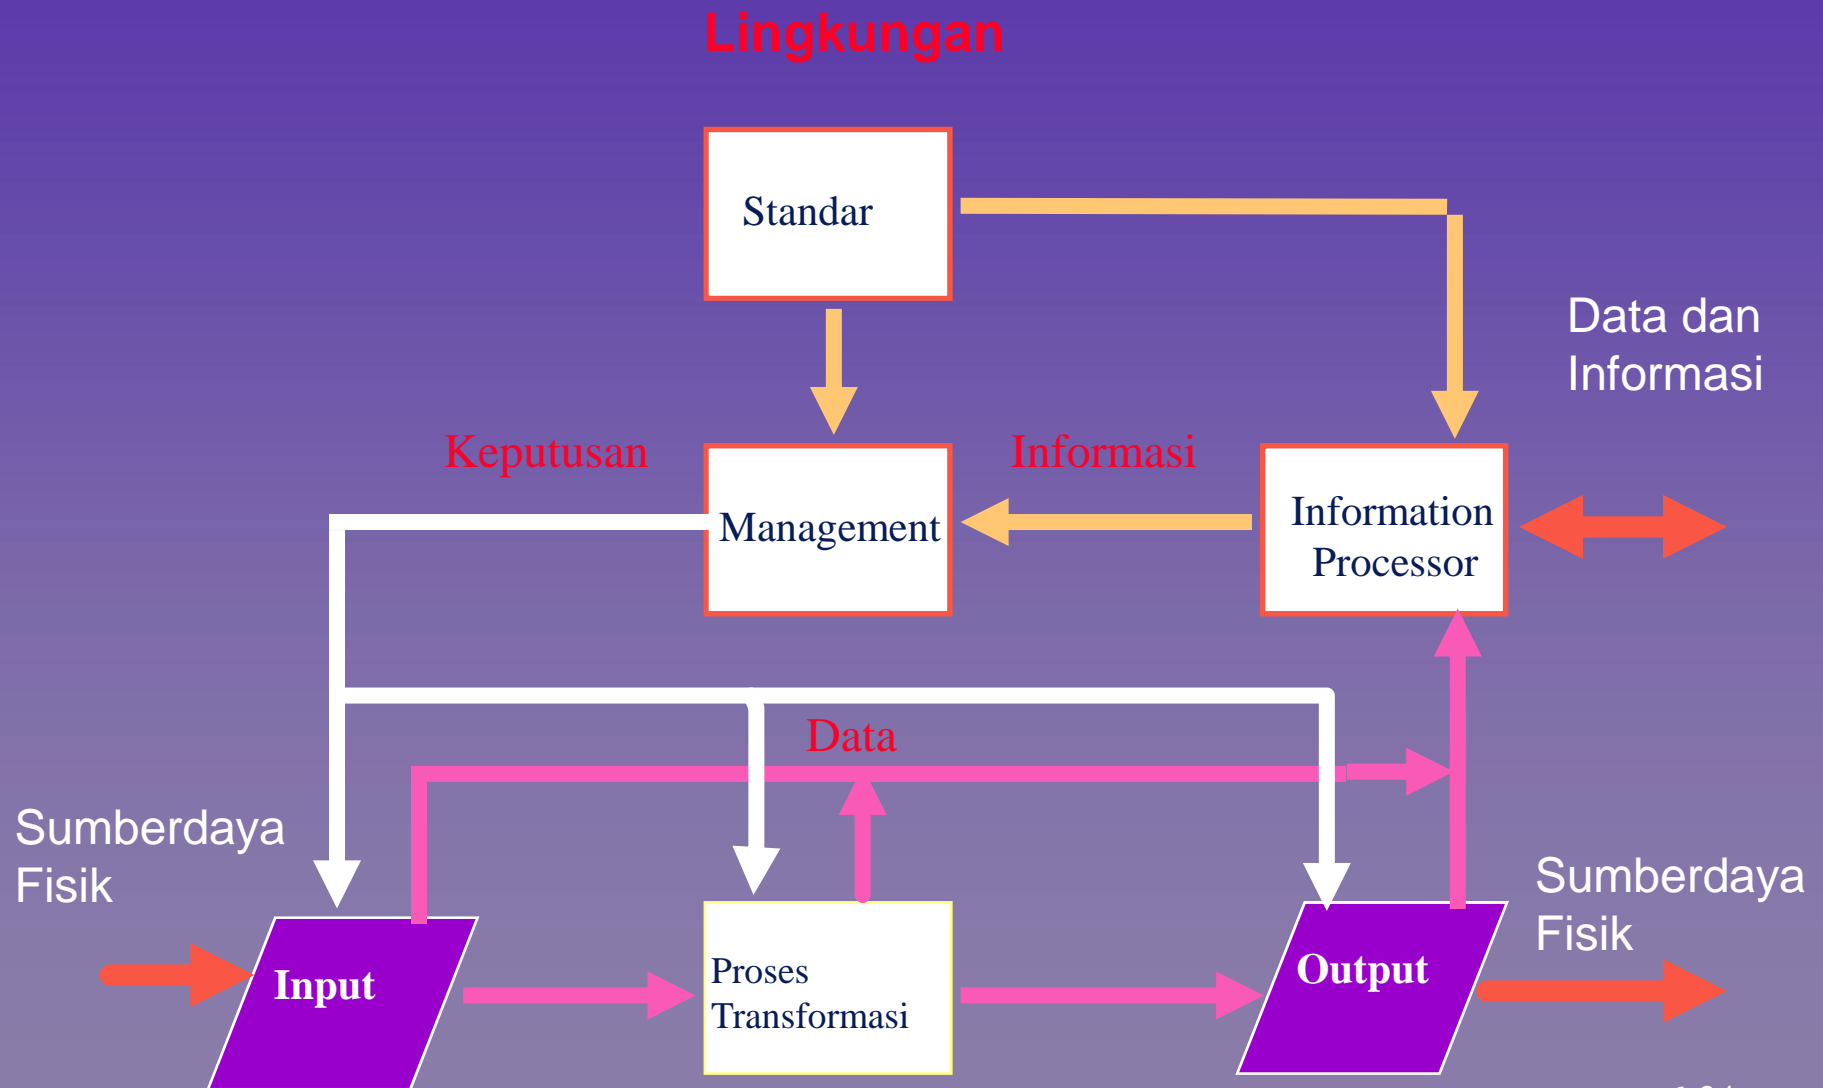 Lingkungan
Standar
Data dan
Informasi
Keputusan
Informasi
Management
Information
Processor
Data
Sumberdaya
Fisik
Sumberdaya
Fisik
Input
Proses
Transformasi
Output